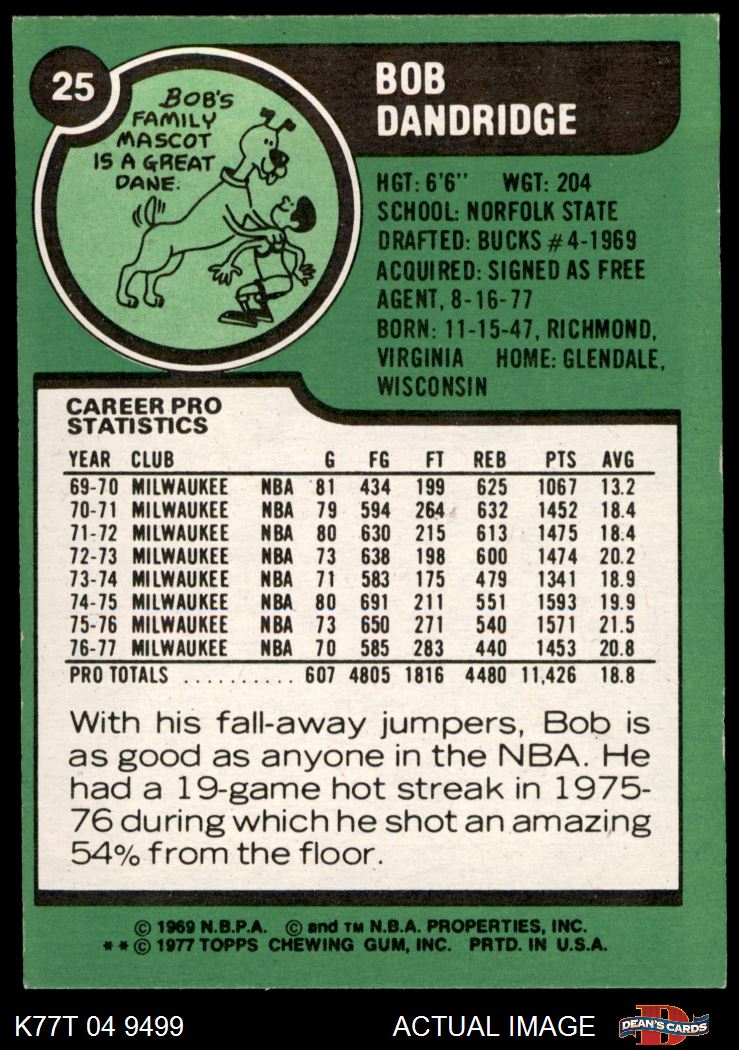 25
BOB'S
FAMILY
MASCOT
IS A GREAT
DANE.
BOB
DANDRIDGE
HGT: 6'6" WGT: 204
SCHOOL: NORFOLK STATE
DRAFTED: BUCKS #4-1969
ACQUIRED: SIGNED AS FREE
AGENT, 8-16-77
BORN: 11-15-47, RICHMOND,
VIRGINIA HOME: GLENDALE,
WISCONSIN
CAREER PRO
STATISTICS
YEAR CLUB G FG FT REB PTS AVG
69-70 MILWAUKEE NBA 81 434 199 625 1067 13.2
70-71 MILWAUKEE NBA 79 594 264 632 1452 18.4
71-72 MILWAUKEE NBA 80 630 215 613 1475 18.4
72-73 MILWAUKEE NBA 73 638 198 600 1474 20.2
73-74 MILWAUKEE NBA 71 583 175 479 1341 18.9
74-75 MILWAUKEE NBA 80 691 211 551 1593 19.9
75-76 MILWAUKEE NBA 73 650 271 540 1571 21.5
76-77 MILWAUKEE NBA 70 585 283 440 1453 20.8
PRO TOTALS .......... 607 4805 1816 4480 11,426 18.8
With his fall-away jumpers, Bob is
as good as anyone in the NBA. He
had a 19-game hot streak in 1975-
76 during which he shot an amazing
54% from the floor.
© 1969 N.B.P.A. © and TM N.B.A. PROPERTIES, INC.
**© 1977 TOPPS CHEWING GUM, INC. PRTD. IN U.S.A.
K77T 04 9499 ACTUAL IMAGE D DEAN'S CARDS